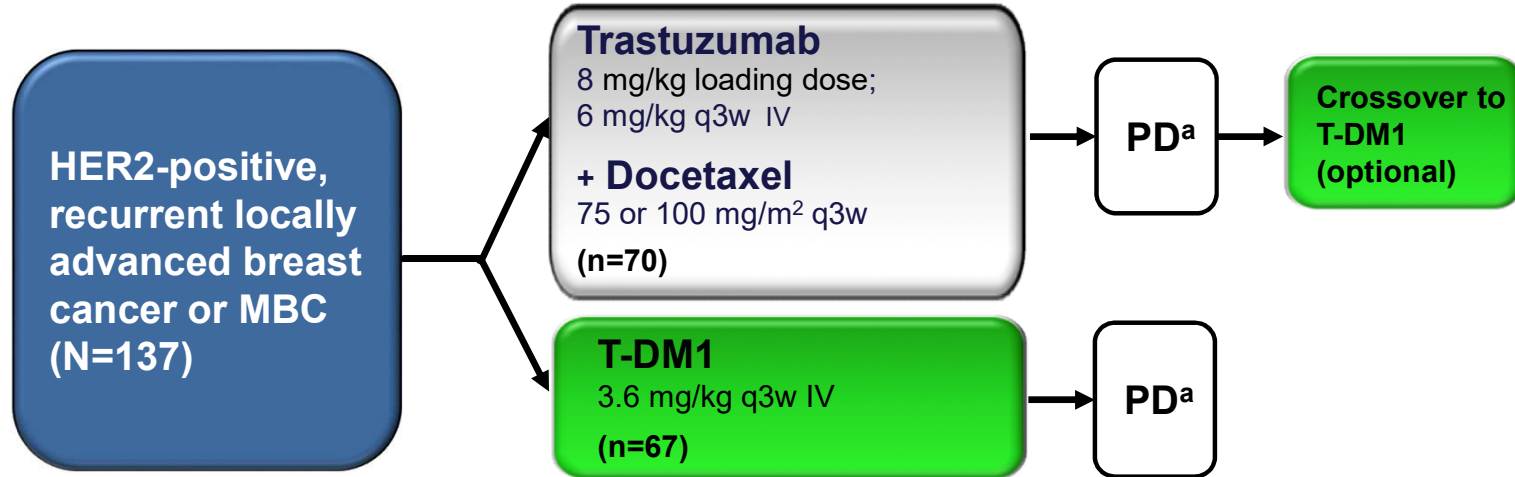 HER2-positive,
recurrent locally
advanced breast
cancer or MBC
(N=137)
Trastuzumab
8 mg/kg loading dose;
6 mg/kg q3w IV
+ Docetaxel
75 or 100 mg/m² q3w
(n=70)
PDᵃ
Crossover to
T-DM1
(optional)
T-DM1
3.6 mg/kg q3w IV
(n=67)
PDᵃ